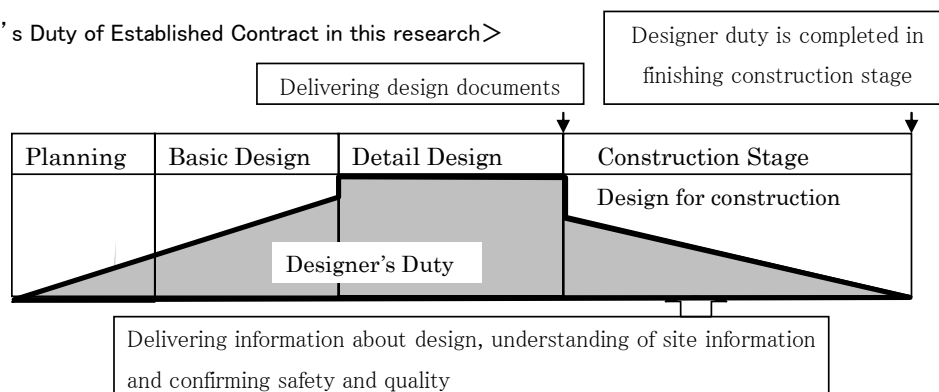 ’s Duty of Established Contract in this research＞
Designer duty is completed in
finishing construction stage
Delivering design documents
Planning
Basic Design
Detail Design
Construction Stage
Design for construction
Designer’s Duty
Delivering information about design, understanding of site information
and confirming safety and quality